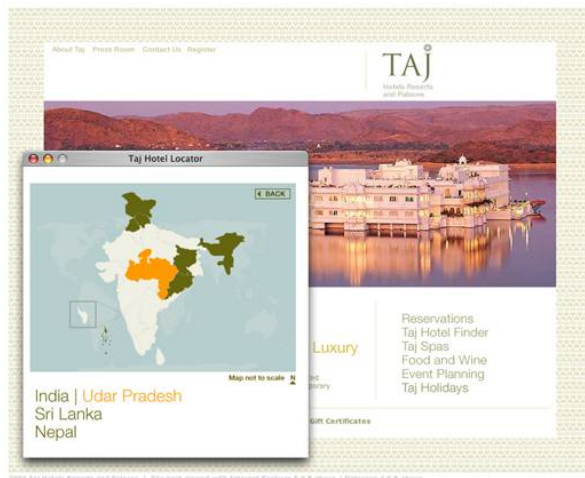 About Taj Press Room Contact Us Register
TAJ
Hotels Resorts
and Palaces
Taj Hotel Locator
BACK
Map not to scale N
India | Udar Pradesh
Sri Lanka
Nepal
Luxury
Reservations
Taj Hotel Finder
Taj Spas
Food and Wine
Event Planning
Taj Holidays
Gift Certificates